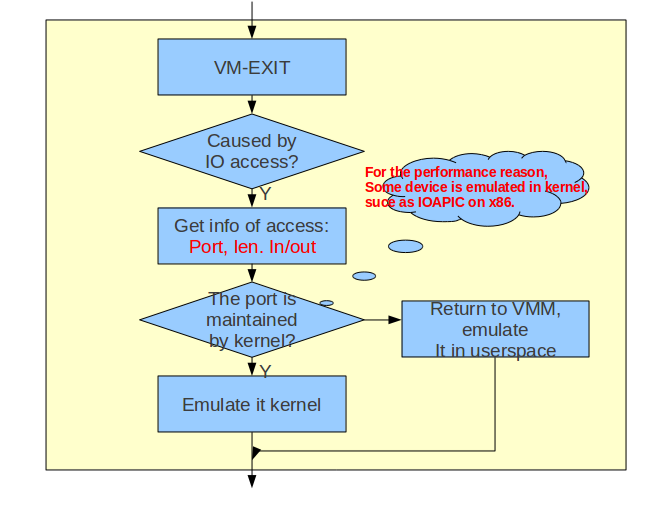 VM-EXIT
Caused by
IO access?
Y
For the performance reason,
Some device is emulated in kernel,
suce as IOAPIC on x86.
Get info of access:
Port, len. In/out
The port is
maintained
by kernel?
Return to VMM,
emulate
It in userspace
Y
Emulate it kernel